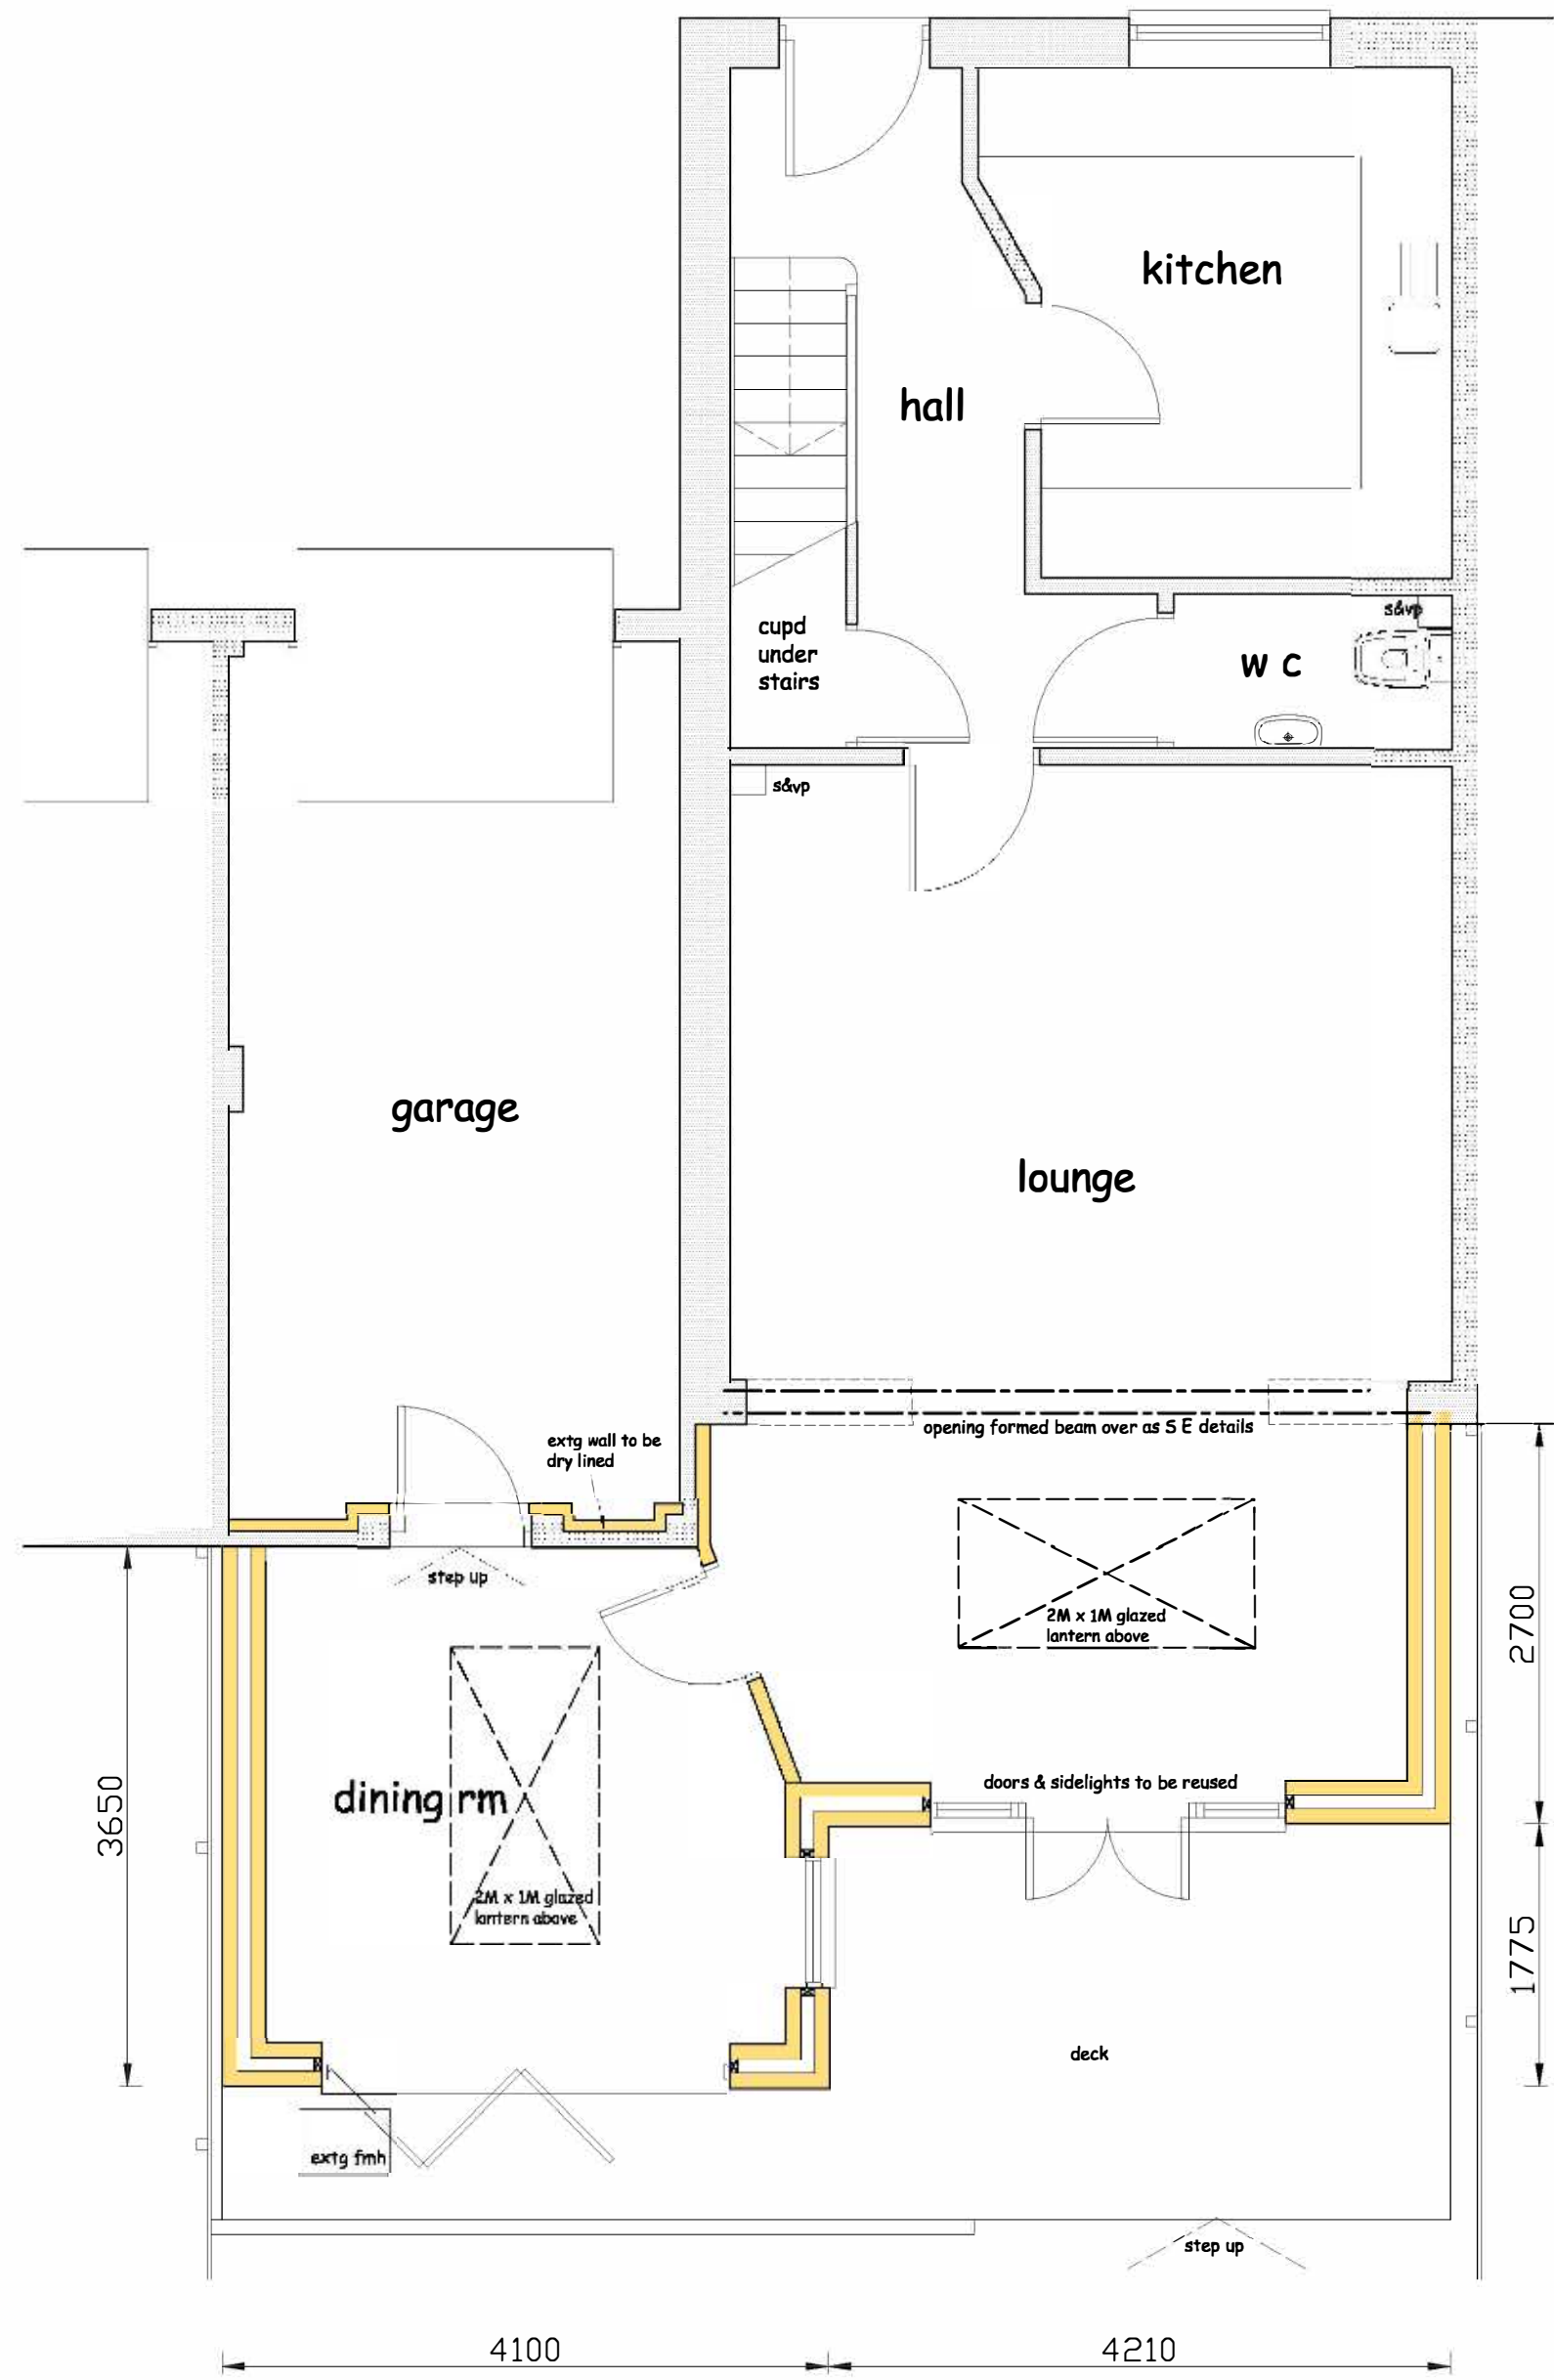 kitchen
hall
s&vp
cupd
under
stairs
W C
s&vp
garage
lounge
opening formed beam over as S E details
extg wall to be
dry lined
step up
2M x 1M glazed
lantern above
2700
doors & sidelights to be reused
dining rm
3650
2M x 1M glazed
lantern above
1775
deck
extg fmh
step up
4100
4210